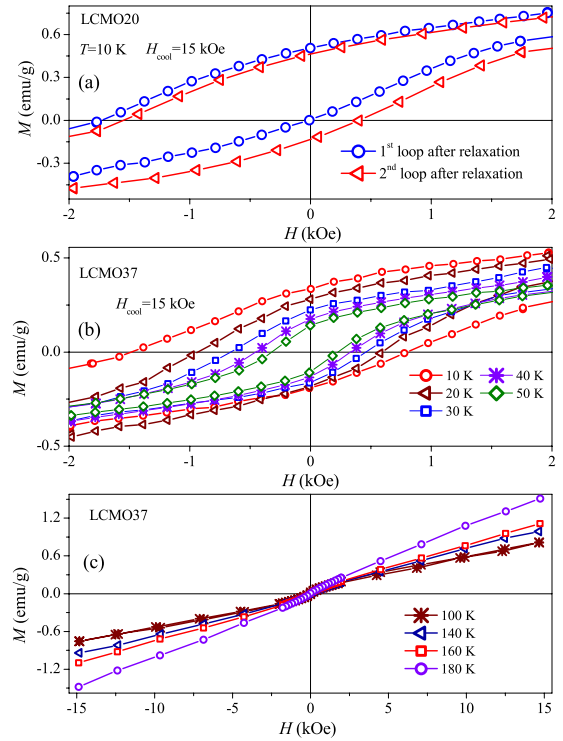 LCMO20
T=10 K H_cool=15 kOe
(a)
M (emu/g)
0.6
0.3
0.0
-0.3
1st loop after relaxation
2nd loop after relaxation
-2 -1 0 1 2
H (kOe)
LCMO37
H_cool=15 kOe
(b)
M (emu/g)
0.5
0.0
-0.5
10 K 40 K
20 K 50 K
30 K
-2 -1 0 1 2
H (kOe)
LCMO37
(c)
M (emu/g)
1.2
0.6
0.0
-0.6
-1.2
100 K
140 K
160 K
180 K
-15 -10 -5 0 5 10 15
H (kOe)